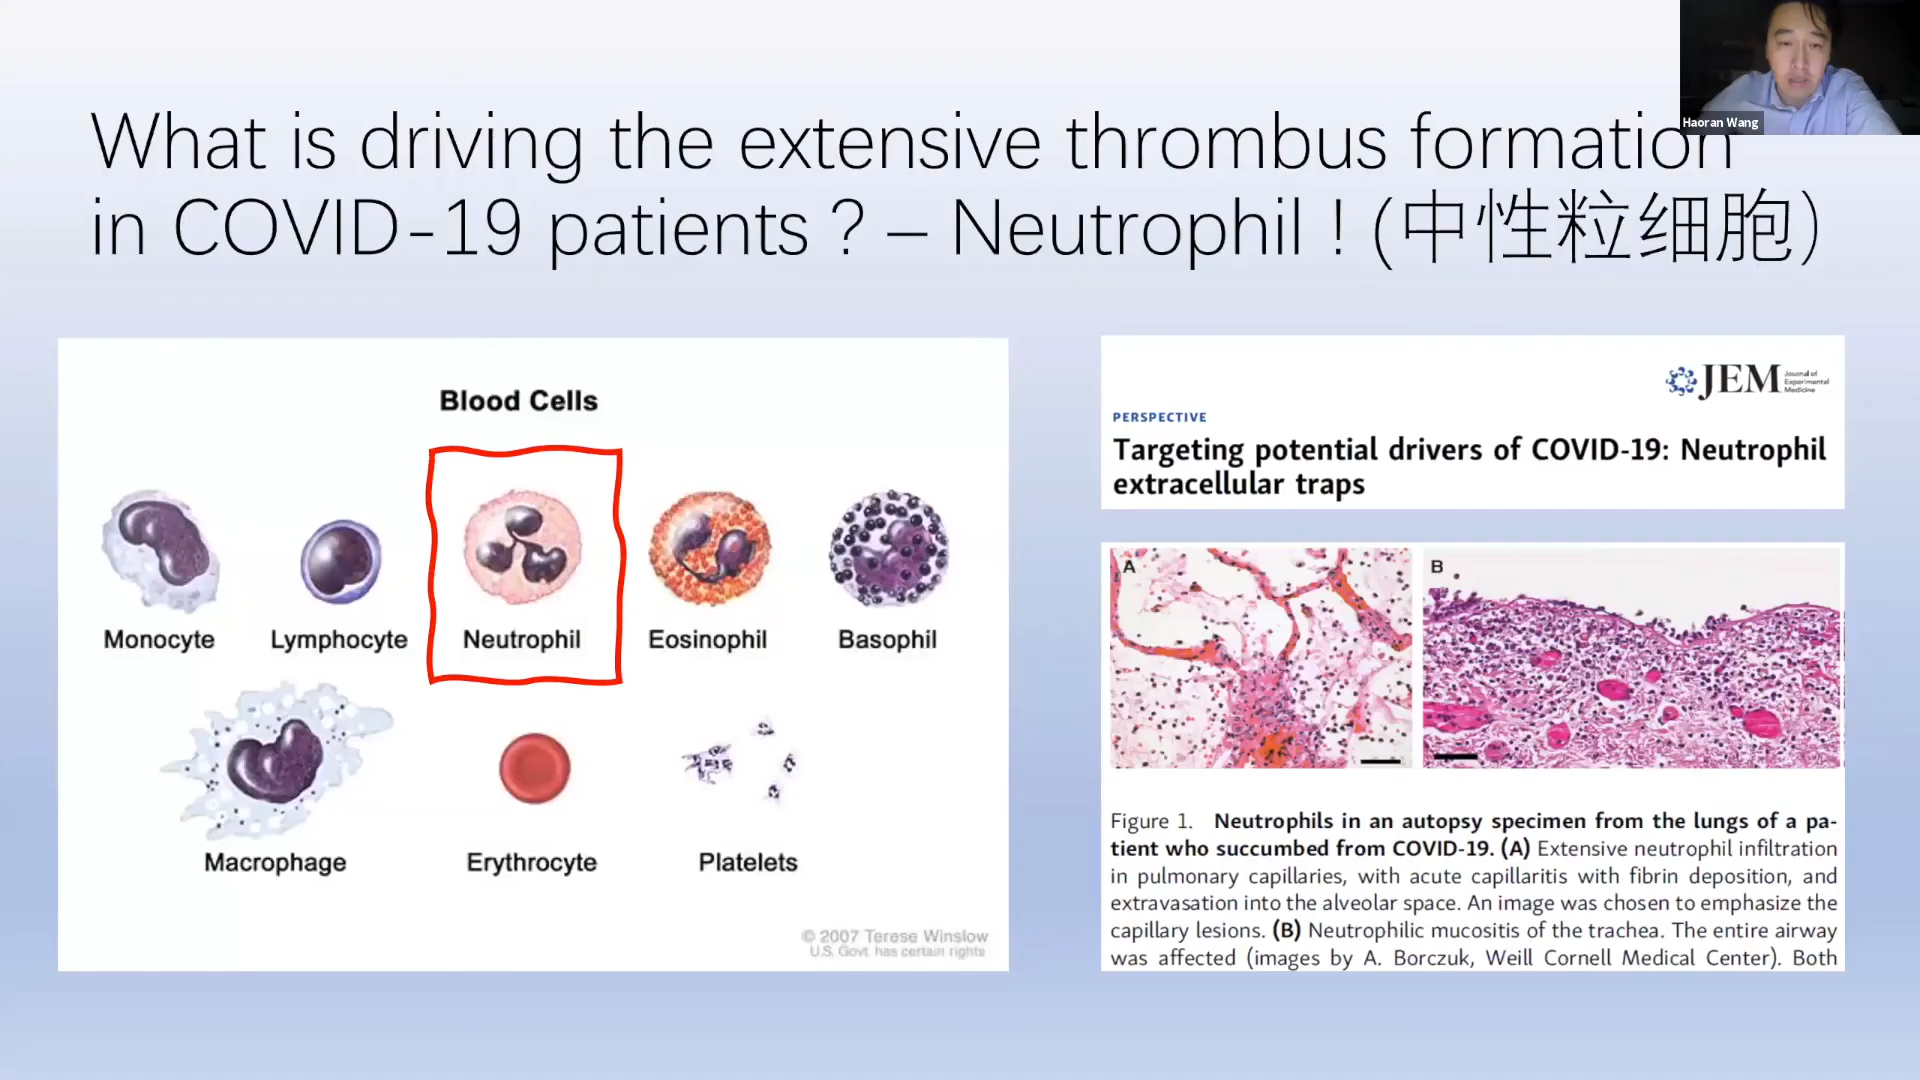 Haoran Wang
What is driving the extensive thrombus formation
in COVID-19 patients ? – Neutrophil ! (中性粒细胞)
Blood Cells
Monocyte
Lymphocyte
Neutrophil
Eosinophil
Basophil
Macrophage
Erythrocyte
Platelets
© 2007 Terese Winslow
U.S. Govt. has certain rights
JEM Journal of
Experimental
Medicine
PERSPECTIVE
Targeting potential drivers of COVID-19: Neutrophil
extracellular traps
A
B
Figure 1. Neutrophils in an autopsy specimen from the lungs of a pa-
tient who succumbed from COVID-19. (A) Extensive neutrophil infiltration
in pulmonary capillaries, with acute capillaritis with fibrin deposition, and
extravasation into the alveolar space. An image was chosen to emphasize the
capillary lesions. (B) Neutrophilic mucositis of the trachea. The entire airway
was affected (images by A. Borczuk, Weill Cornell Medical Center). Both